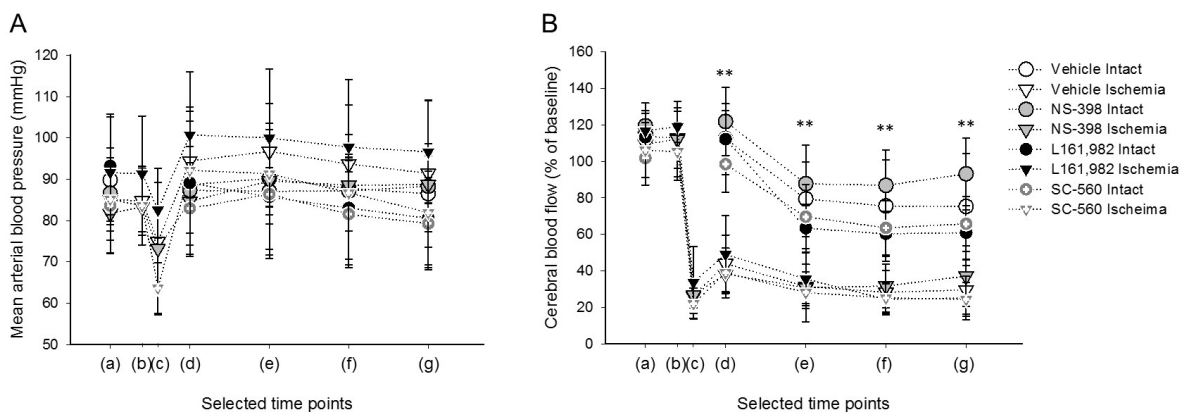 A
Mean arterial blood pressure (mmHg)
120
110
100
90
80
70
60
50
(a)
(b)
(c)
(d)
(e)
(f)
(g)
Selected time points
B
Cerebral blood flow (% of baseline)
160
140
120
100
80
60
40
20
0
**
**
**
**
(a)
(b)
(c)
(d)
(e)
(f)
(g)
Selected time points
Vehicle Intact
Vehicle Ischemia
NS-398 Intact
NS-398 Ischemia
L161,982 Intact
L161,982 Ischemia
SC-560 Intact
SC-560 Ischeima